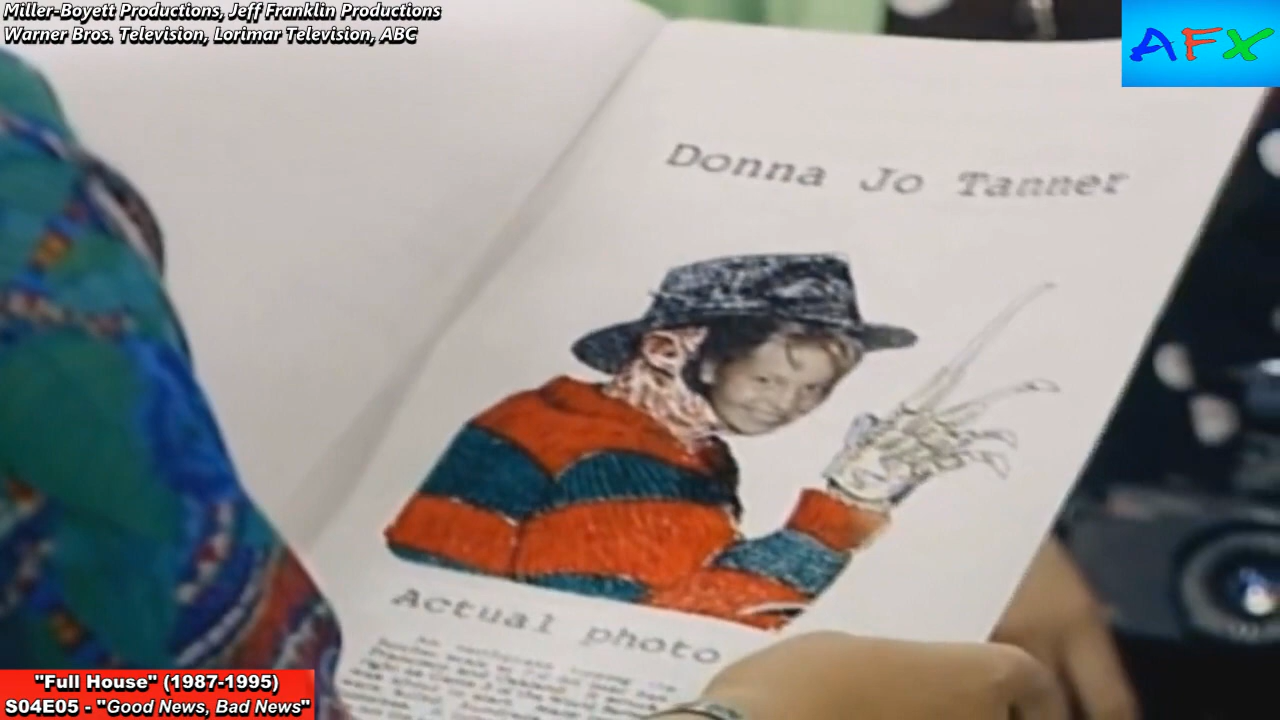 Miller-Boyett Productions, Jeff Franklin Productions
Warner Bros. Television, Lorimar Television, ABC
AFX
Donna Jo Tanner
Actual photo
"Full House" (1987-1995)
S04E05 - "Good News, Bad News"